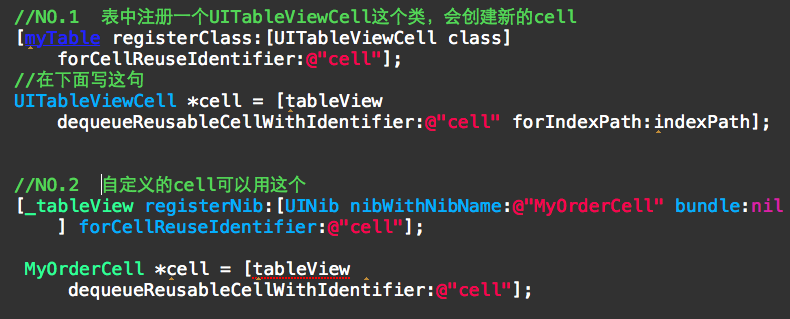 //NO.1  表中注册一个UITableViewCell这个类，会创建新的cell
[myTable registerClass:[UITableViewCell class]
forCellReuseIdentifier:@"cell"];
//在下面写这句
UITableViewCell *cell = [tableView
dequeueReusableCellWithIdentifier:@"cell" forIndexPath:indexPath];
//NO.2  自定义的cell可以用这个
[_tableView registerNib:[UINib nibWithNibName:@"MyOrderCell" bundle:nil
] forCellReuseIdentifier:@"cell"];
MyOrderCell *cell = [tableView
dequeueReusableCellWithIdentifier:@"cell"];